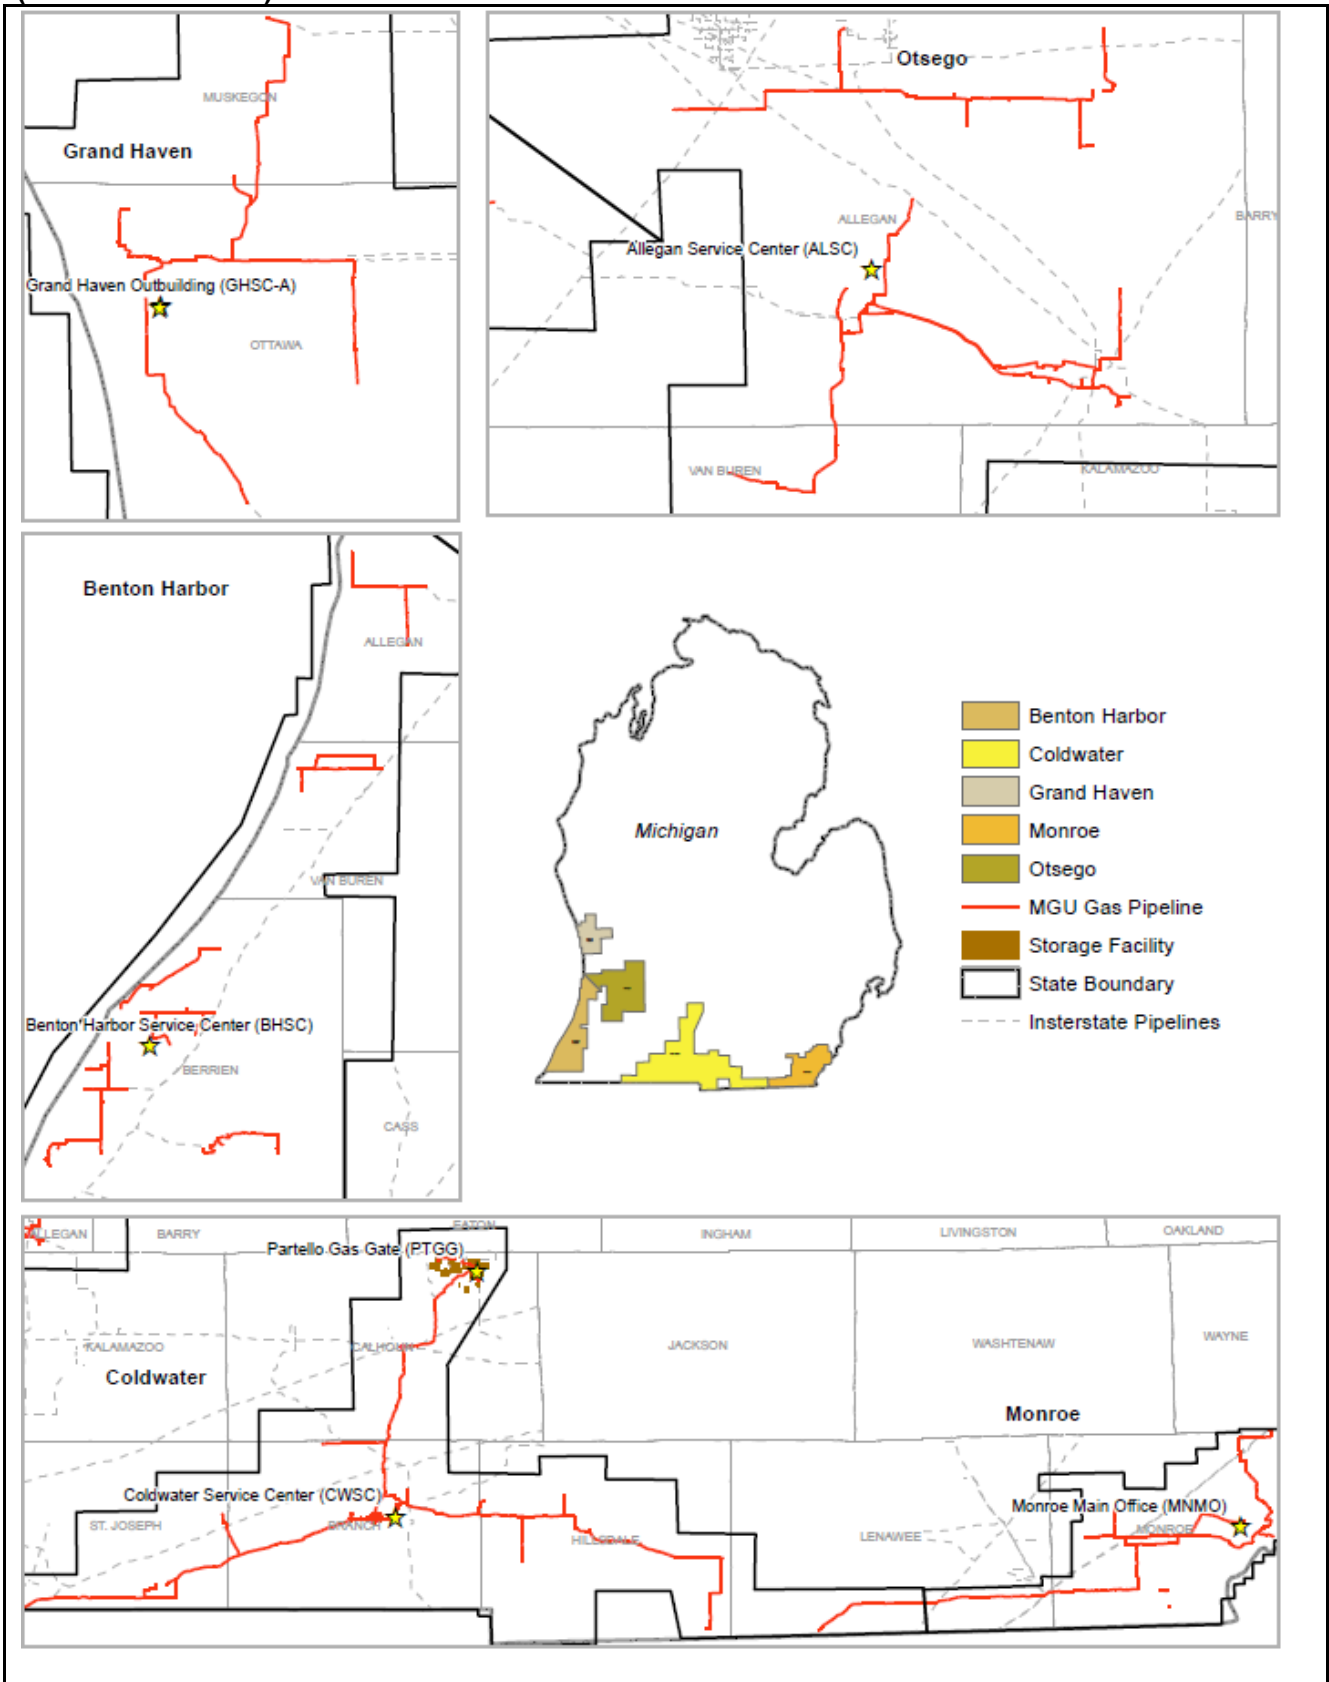 MUSKEGON
Grand Haven
Grand Haven Outbuilding (GHSC-A)
OTTAWA
Otsego
ALLEGAN
BARRY
Allegan Service Center (ALSC)
VAN BUREN
KALAMAZOO
Benton Harbor
ALLEGAN
VAN BUREN
Benton Harbor Service Center (BHSC)
BERRIEN
CASS
Michigan
Benton Harbor
Coldwater
Grand Haven
Monroe
Otsego
MGU Gas Pipeline
Storage Facility
State Boundary
Insterstate Pipelines
ALLEGAN
BARRY
EATON
INGHAM
LIVINGSTON
OAKLAND
Partello Gas Gate (PTGG)
KALAMAZOO
CALHOUN
JACKSON
WASHTENAW
WAYNE
Coldwater
Monroe
Coldwater Service Center (CWSC)
Monroe Main Office (MNMO)
ST. JOSEPH
BRANCH
HILLSDALE
LENAWEE
MONROE